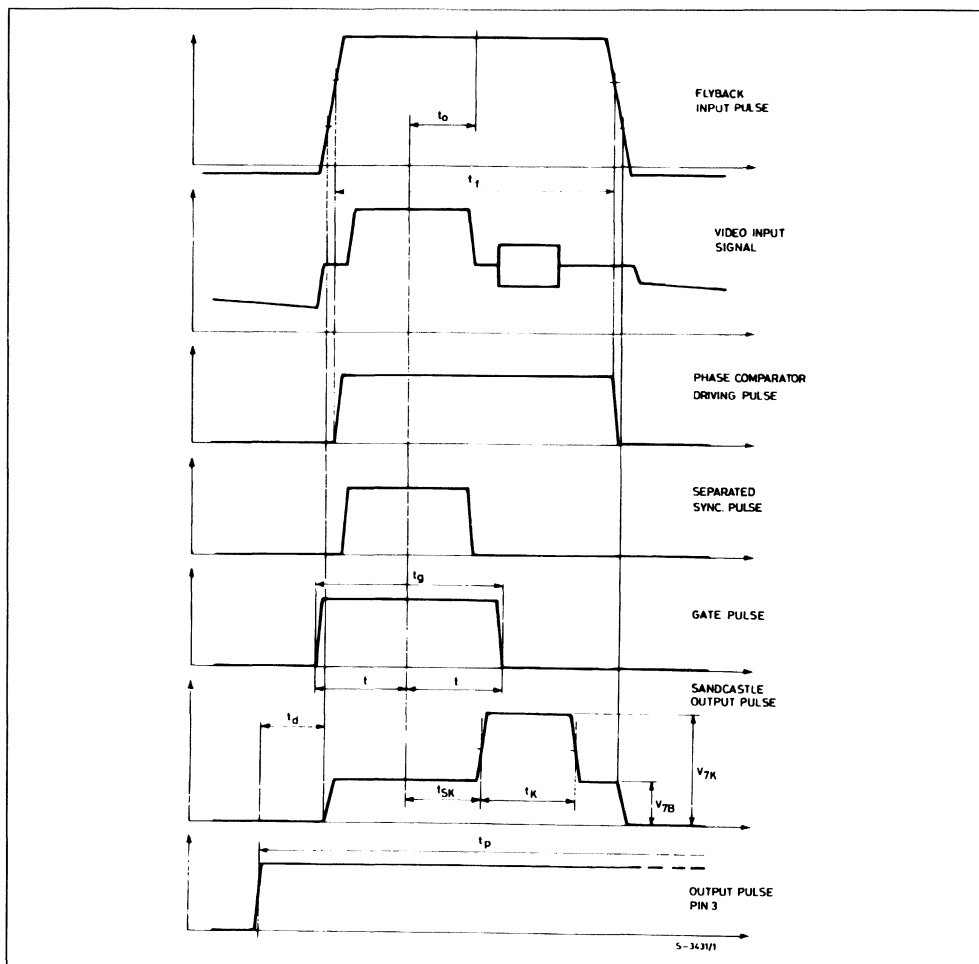 FLYBACK
INPUT PULSE
to
tf
VIDEO INPUT
SIGNAL
PHASE COMPARATOR
DRIVING PULSE
SEPARATED
SYNC. PULSE
tg
GATE PULSE
t
t
SANDCASTLE
OUTPUT PULSE
td
V7K
tSK
tK
V7B
tp
OUTPUT PULSE
PIN 3
S-3431/1